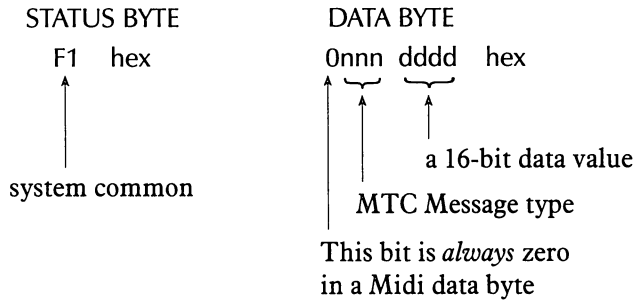 STATUS BYTE DATA BYTE
F1 hex 0nnn dddd hex
a 16-bit data value
system common
MTC Message type
This bit is always zero
in a Midi data byte